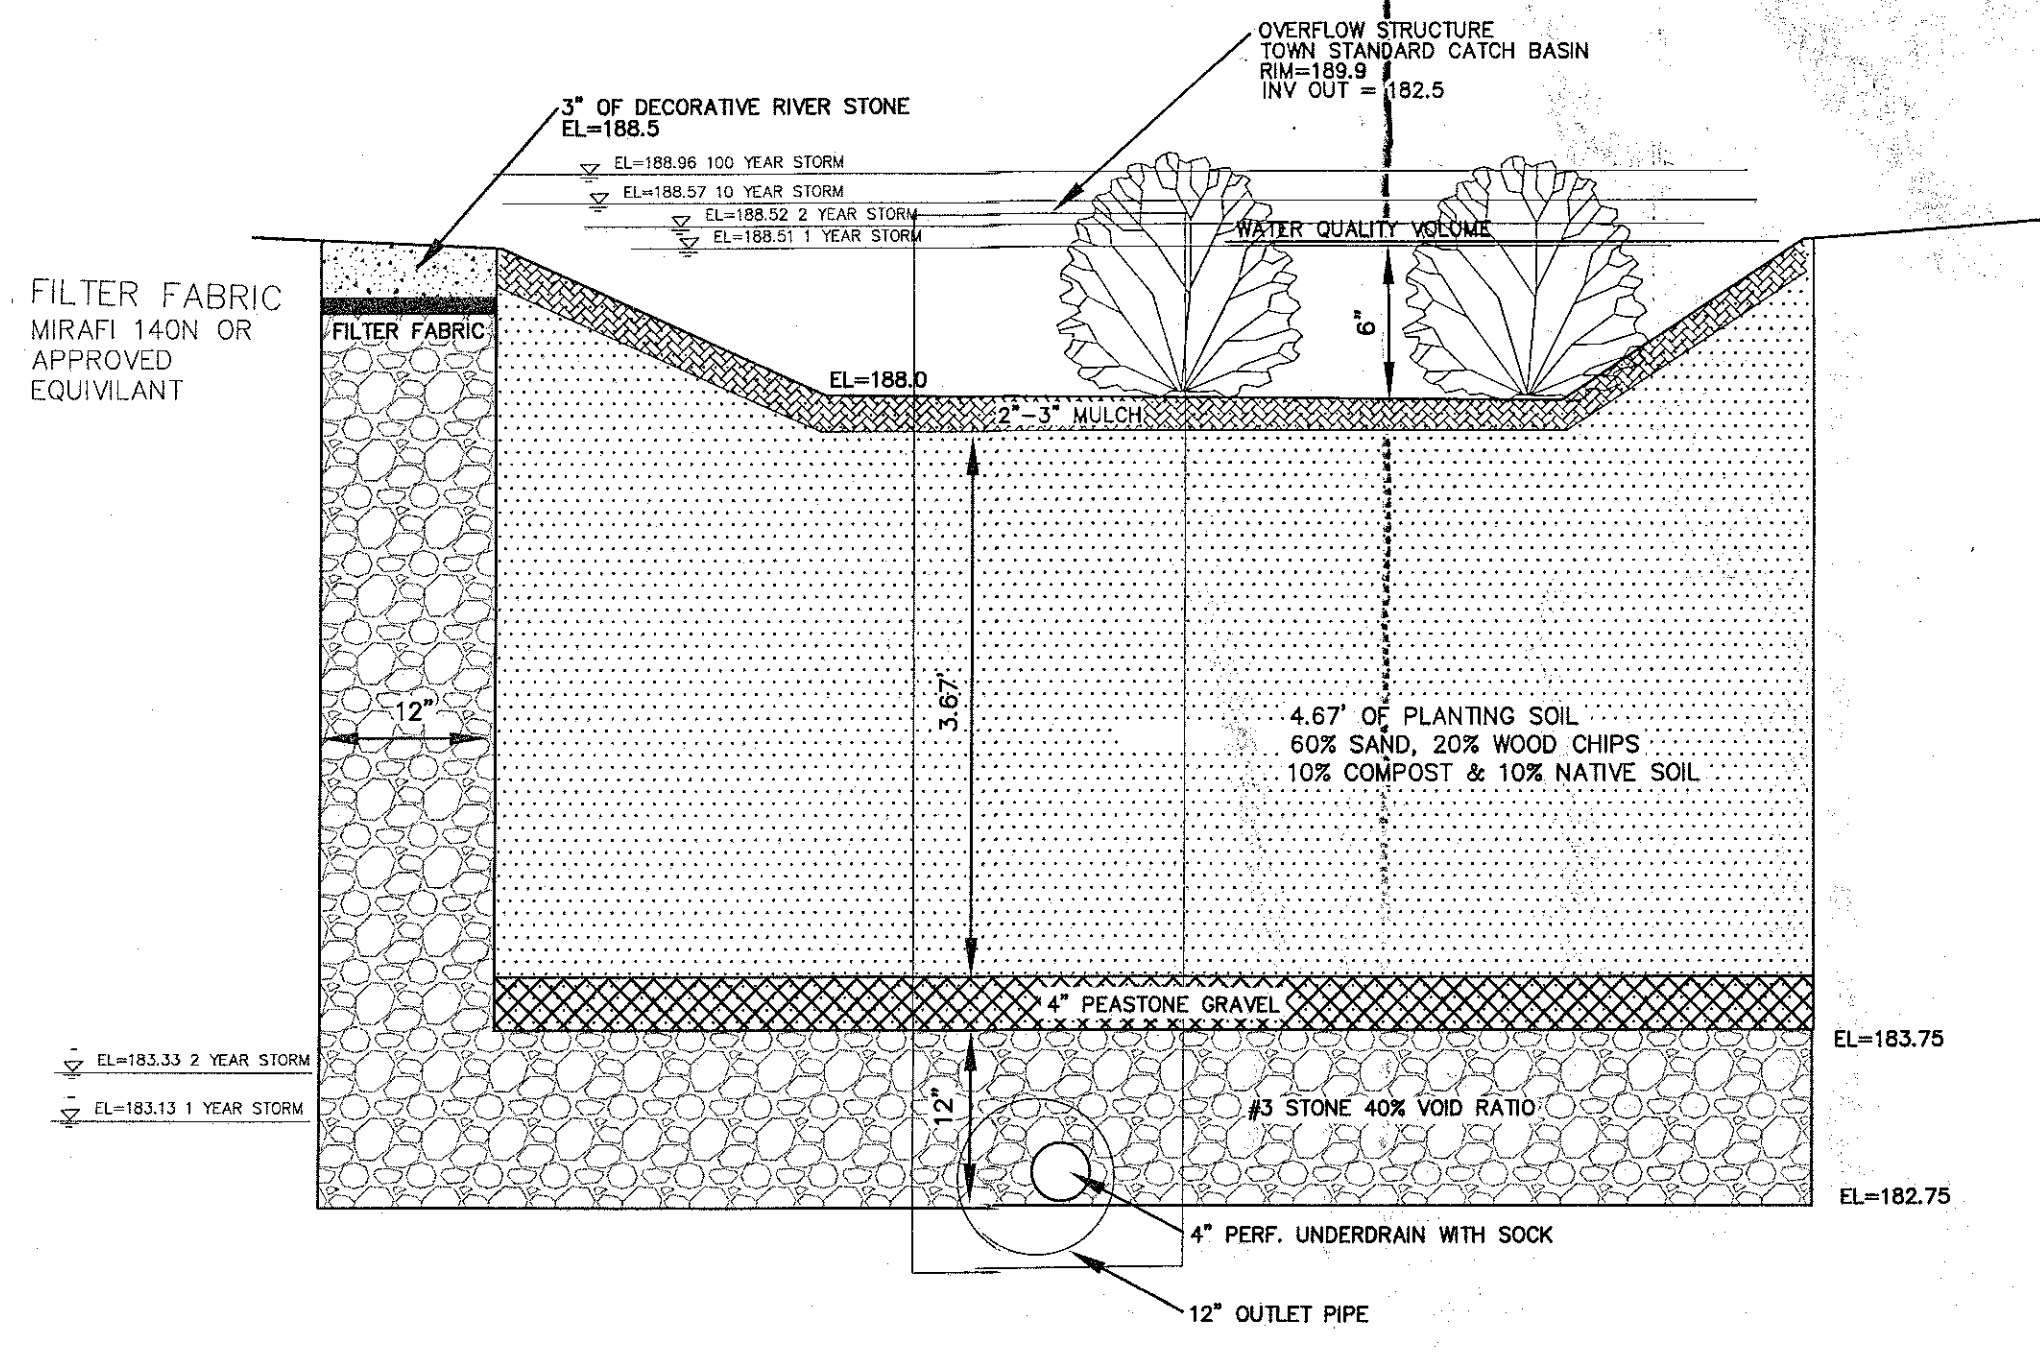 OVERFLOW STRUCTURE
TOWN STANDARD CATCH BASIN
RIM=189.9
INV OUT = 182.5
3" OF DECORATIVE RIVER STONE
EL=188.5
EL=188.96 100 YEAR STORM
EL=188.57 10 YEAR STORM
EL=188.52 2 YEAR STORM
EL=188.51 1 YEAR STORM
WATER QUALITY VOLUME
FILTER FABRIC
MIRAFI 140N OR
APPROVED
EQUIVILANT
FILTER FABRIC
6"
EL=188.0
2"-3" MULCH
3.67'
12"
4.67' OF PLANTING SOIL
60% SAND, 20% WOOD CHIPS
10% COMPOST & 10% NATIVE SOIL
4" PEASTONE GRAVEL
EL=183.75
EL=183.33 2 YEAR STORM
EL=183.13 1 YEAR STORM
12"
#3 STONE 40% VOID RATIO
EL=182.75
4" PERF. UNDERDRAIN WITH SOCK
12" OUTLET PIPE